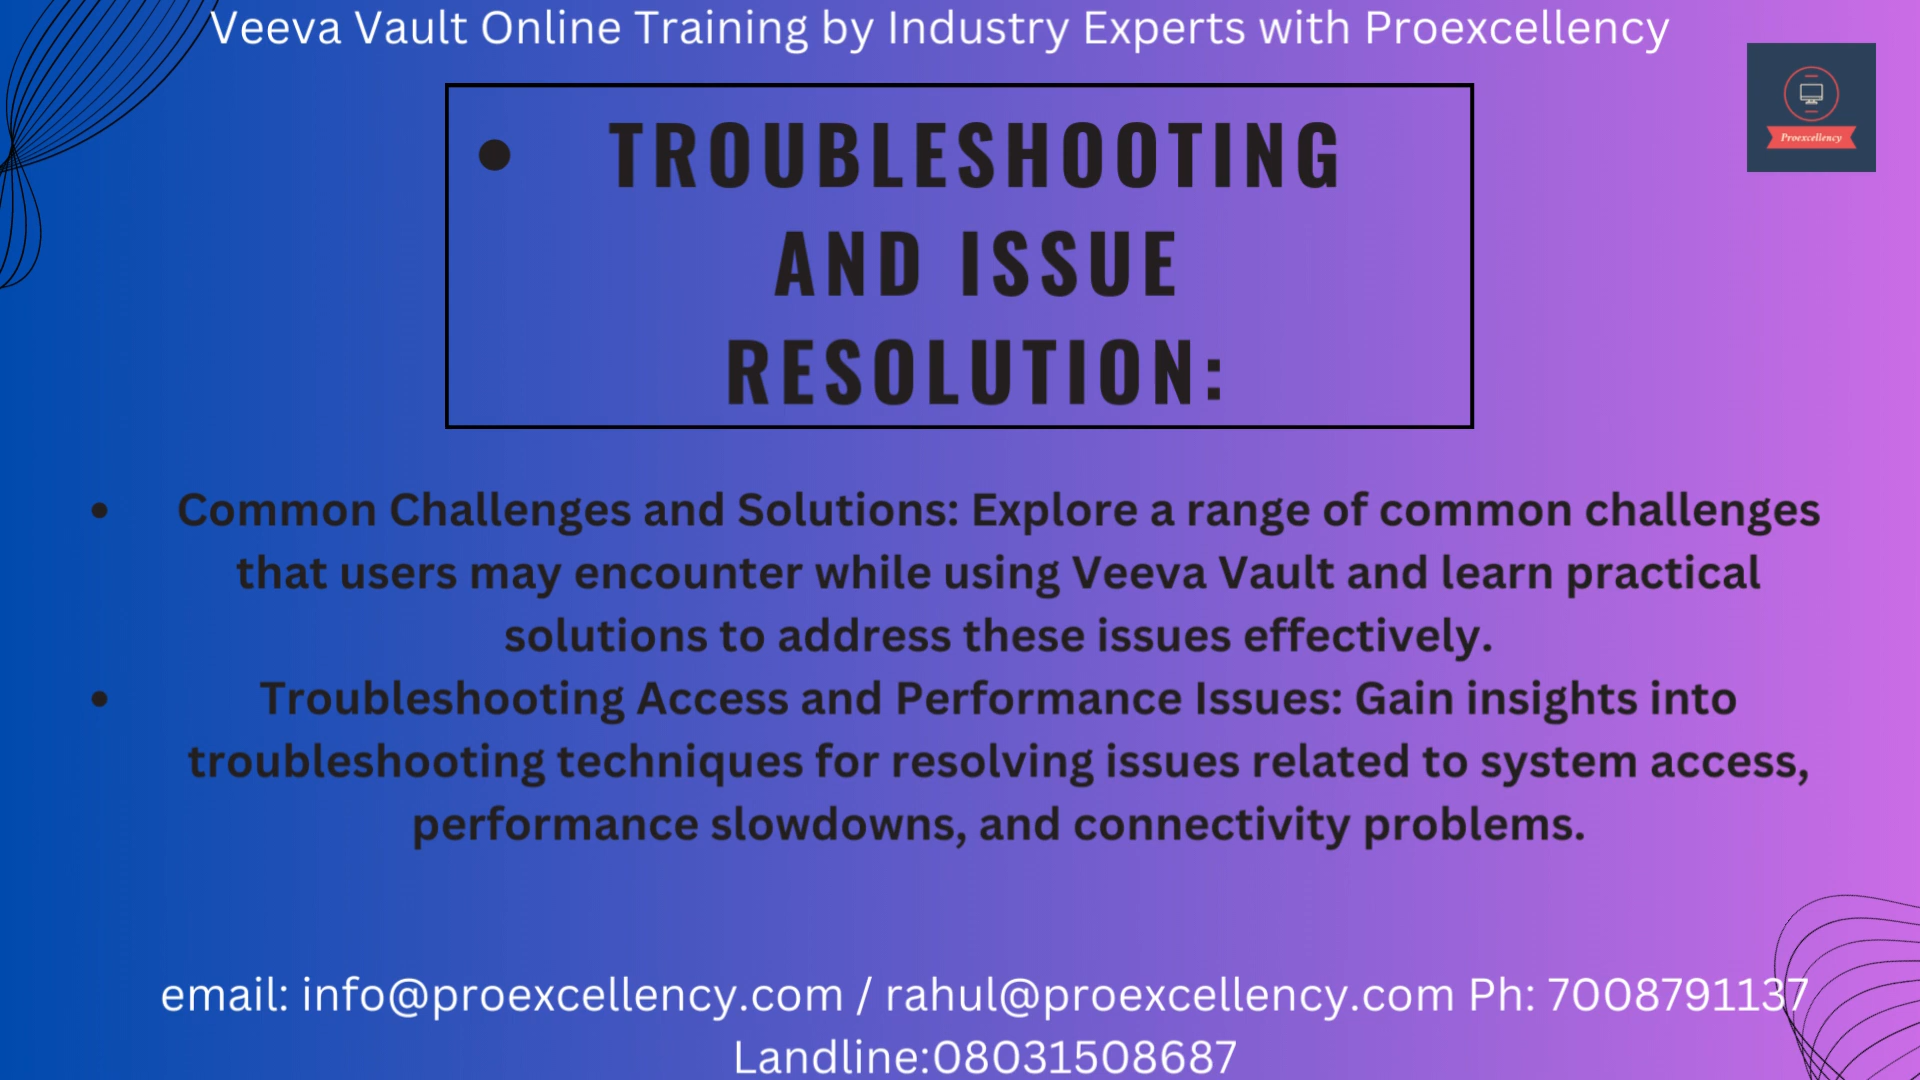 Veeva Vault Online Training by Industry Experts with Proexcellency
Proexcellency
• TROUBLESHOOTING
AND ISSUE
RESOLUTION:
• Common Challenges and Solutions: Explore a range of common challenges
that users may encounter while using Veeva Vault and learn practical
solutions to address these issues effectively.
• Troubleshooting Access and Performance Issues: Gain insights into
troubleshooting techniques for resolving issues related to system access,
performance slowdowns, and connectivity problems.
email: info@proexcellency.com / rahul@proexcellency.com Ph: 7008791137
Landline:08031508687